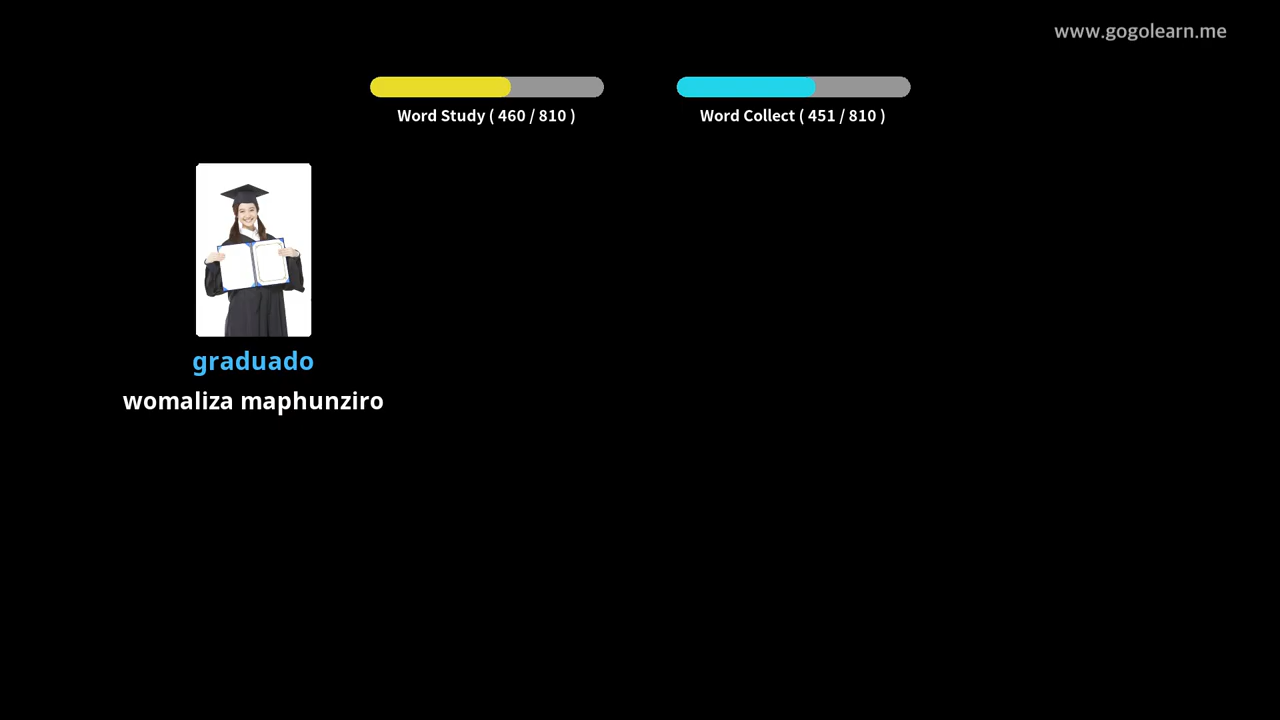 www.gogolearn.me
Word Study ( 460 / 810 )
Word Collect ( 451 / 810 )
graduado
womaliza maphunziro